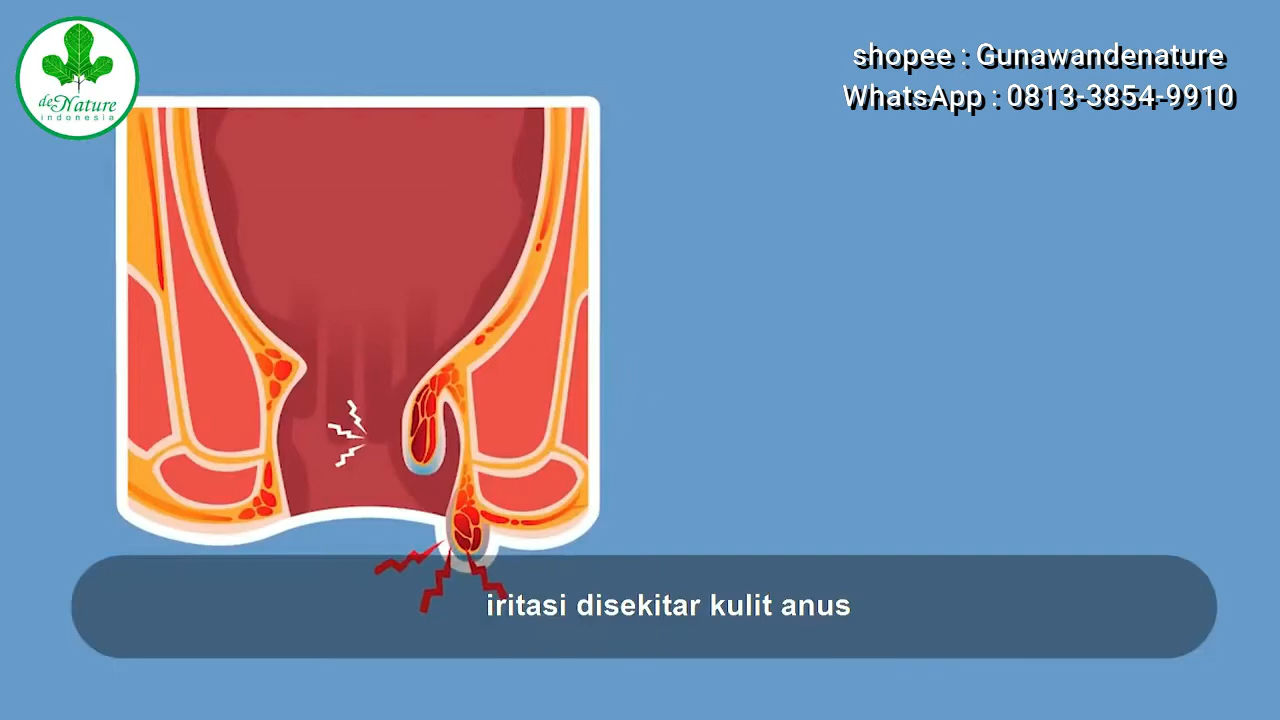 deNature
indonesia
shopee : Gunawandenature
WhatsApp : 0813-3854-9910
iritasi disekitar kulit anus